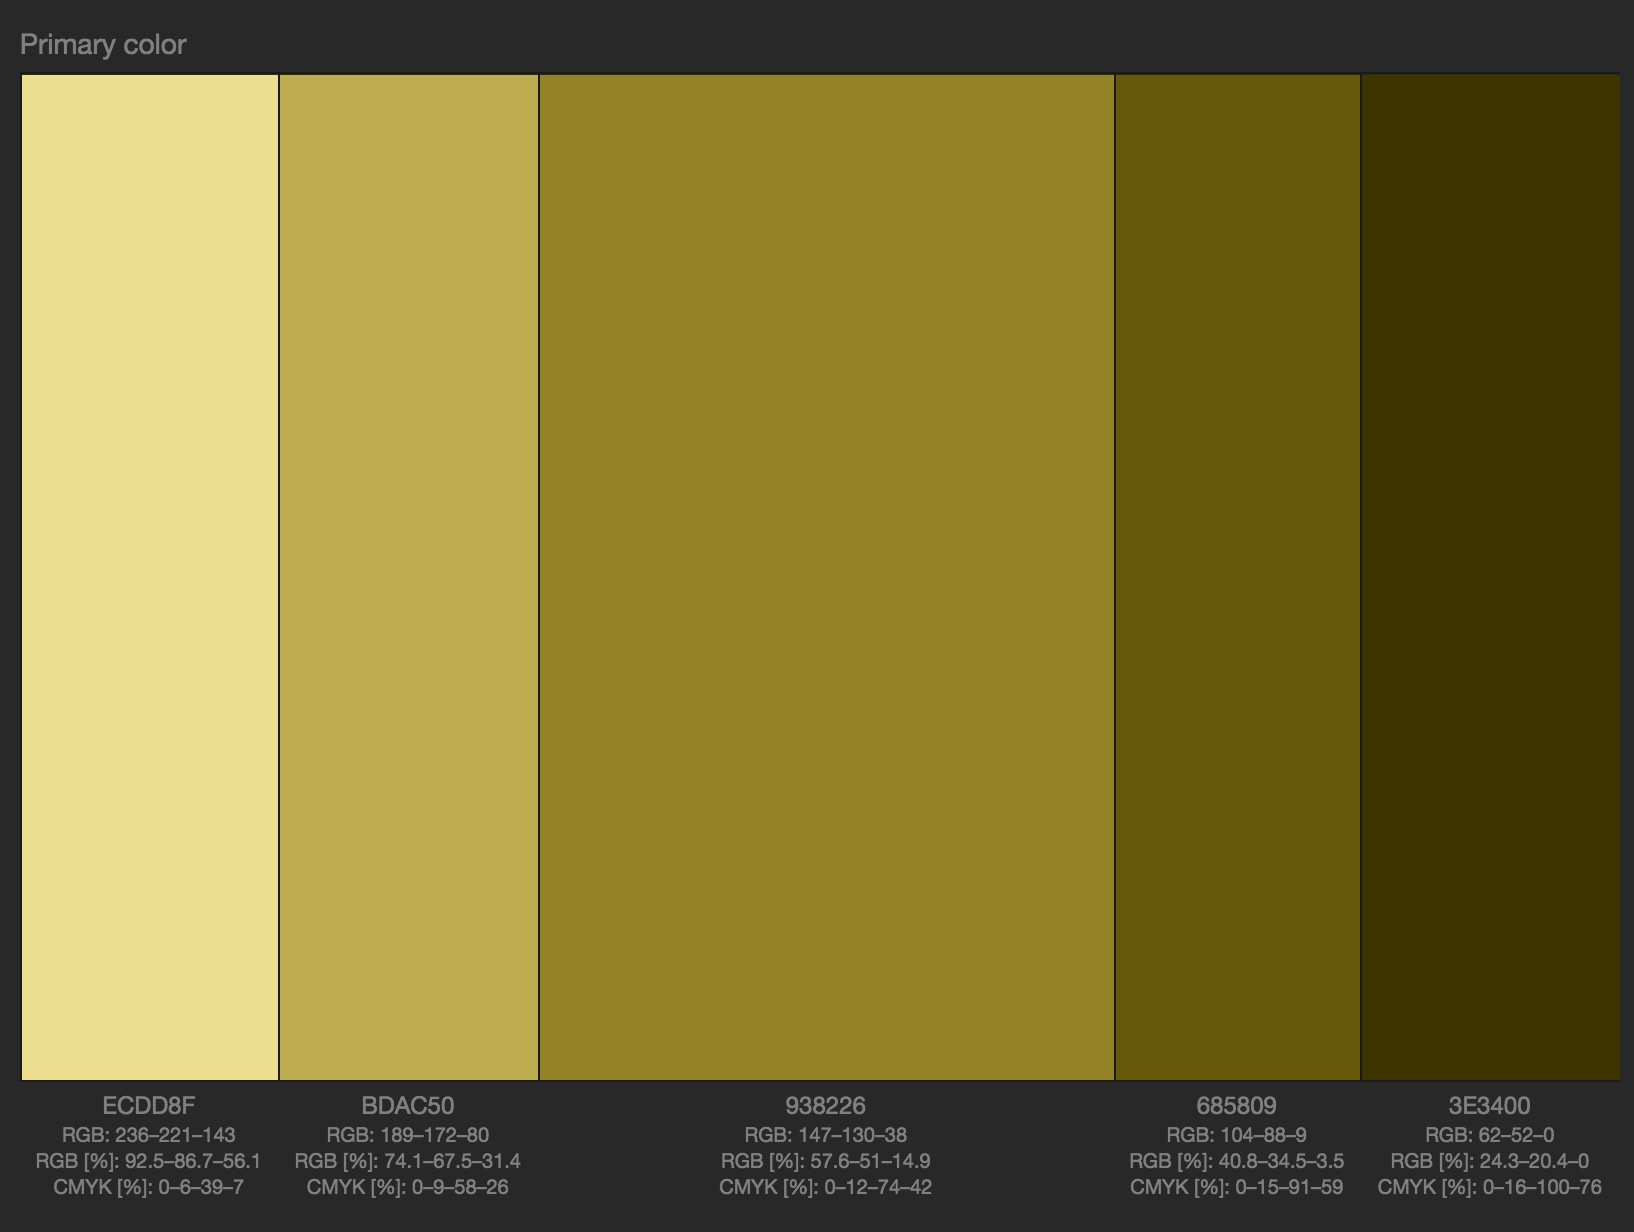 Primary color
ECDD8F
RGB: 236–221–143
RGB [%]: 92.5–86.7–56.1
CMYK [%]: 0–6–39–7
BDAC50
RGB: 189–172–80
RGB [%]: 74.1–67.5–31.4
CMYK [%]: 0–9–58–26
938226
RGB: 147–130–38
RGB [%]: 57.6–51–14.9
CMYK [%]: 0–12–74–42
685809
RGB: 104–88–9
RGB [%]: 40.8–34.5–3.5
CMYK [%]: 0–15–91–59
3E3400
RGB: 62–52–0
RGB [%]: 24.3–20.4–0
CMYK [%]: 0–16–100–76